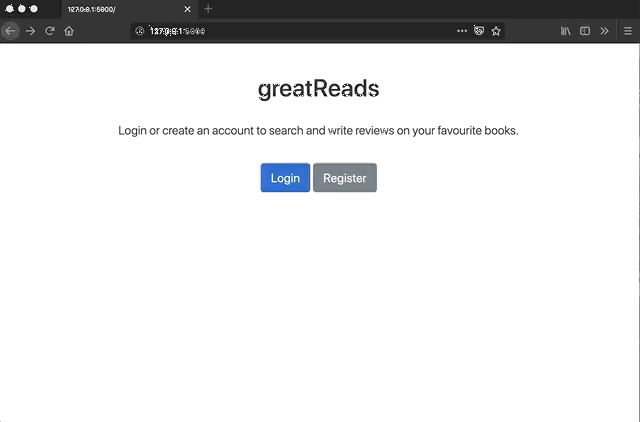 127.0.0.1:5000/
127.0.0.1:5000
greatReads
Login or create an account to search and write reviews on your favourite books.
Login Register